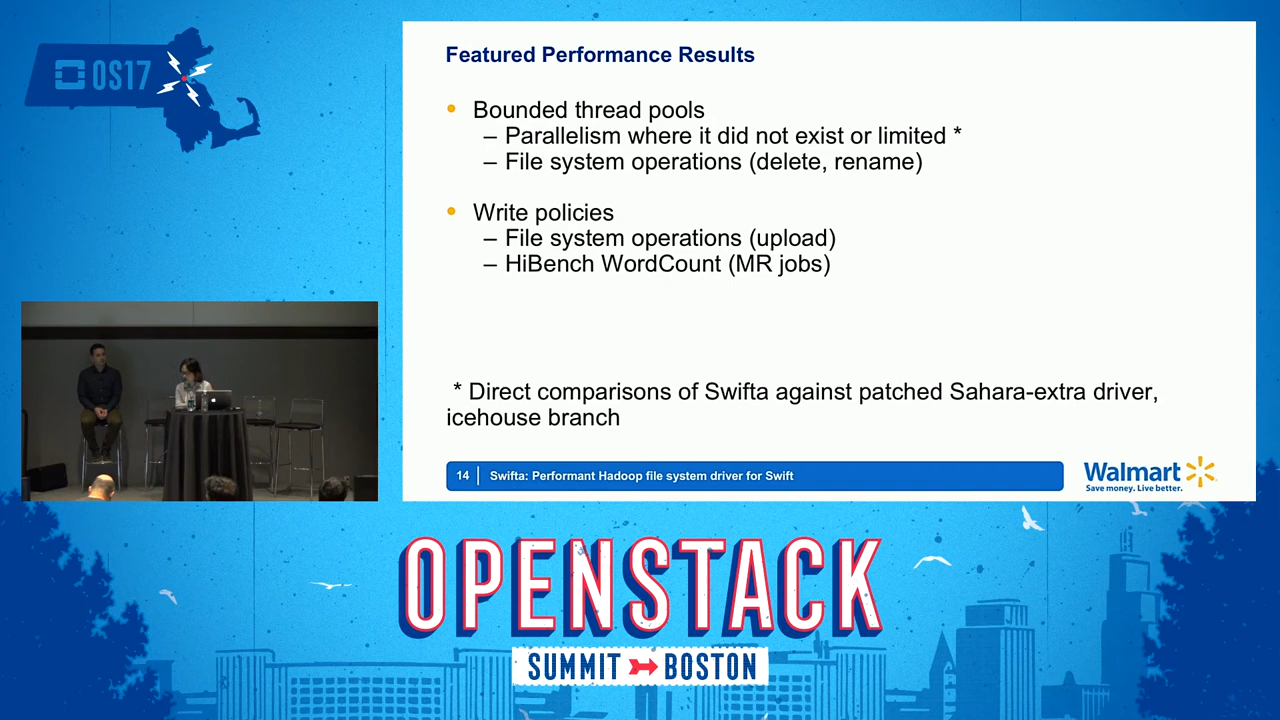 OS17
Featured Performance Results
• Bounded thread pools
– Parallelism where it did not exist or limited *
– File system operations (delete, rename)
• Write policies
– File system operations (upload)
– HiBench WordCount (MR jobs)
* Direct comparisons of Swifta against patched Sahara-extra driver,
icehouse branch
14 | Swifta: Performant Hadoop file system driver for Swift
Walmart
Save money. Live better.
OPENSTACK
SUMMIT BOSTON